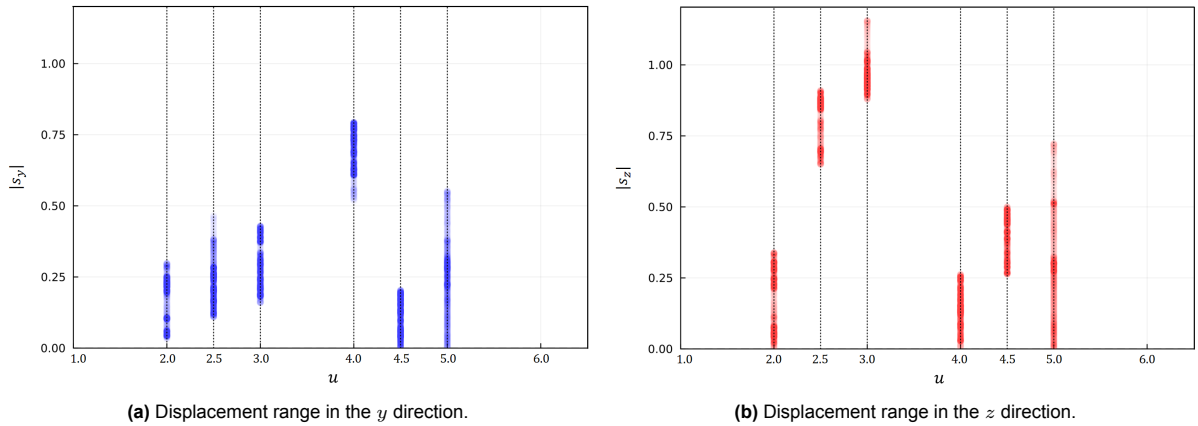 1.00
0.75
0.50
0.25
0.00
|s_y|
1.0 2.0 2.5 3.0 4.0 4.5 5.0 6.0
u
(a) Displacement range in the y direction.
1.00
0.75
0.50
0.25
0.00
|s_z|
1.0 2.0 2.5 3.0 4.0 4.5 5.0 6.0
u
(b) Displacement range in the z direction.